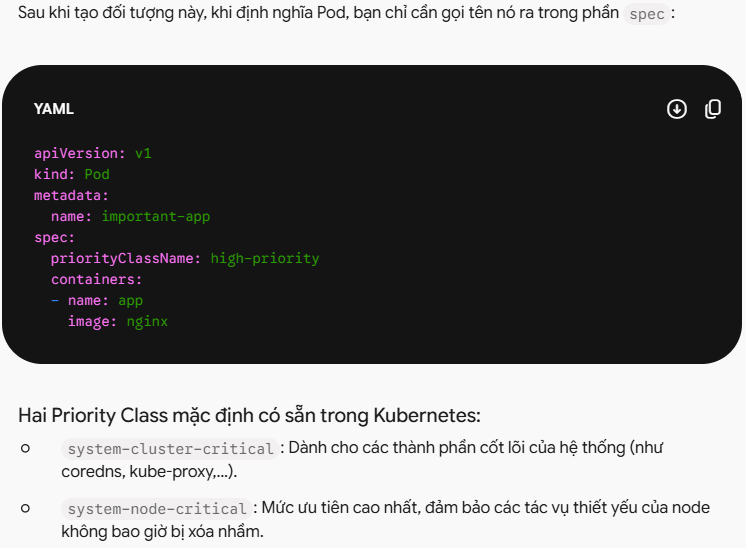 Sau khi tạo đối tượng này, khi định nghĩa Pod, bạn chỉ cần gọi tên nó ra trong phần spec :
YAML
apiVersion: v1
kind: Pod
metadata:
  name: important-app
spec:
  priorityClassName: high-priority
  containers:
  - name: app
    image: nginx
Hai Priority Class mặc định có sẵn trong Kubernetes:
system-cluster-critical : Dành cho các thành phần cốt lõi của hệ thống (như
coredns, kube-proxy,...).
system-node-critical : Mức ưu tiên cao nhất, đảm bảo các tác vụ thiết yếu của node
không bao giờ bị xóa nhầm.